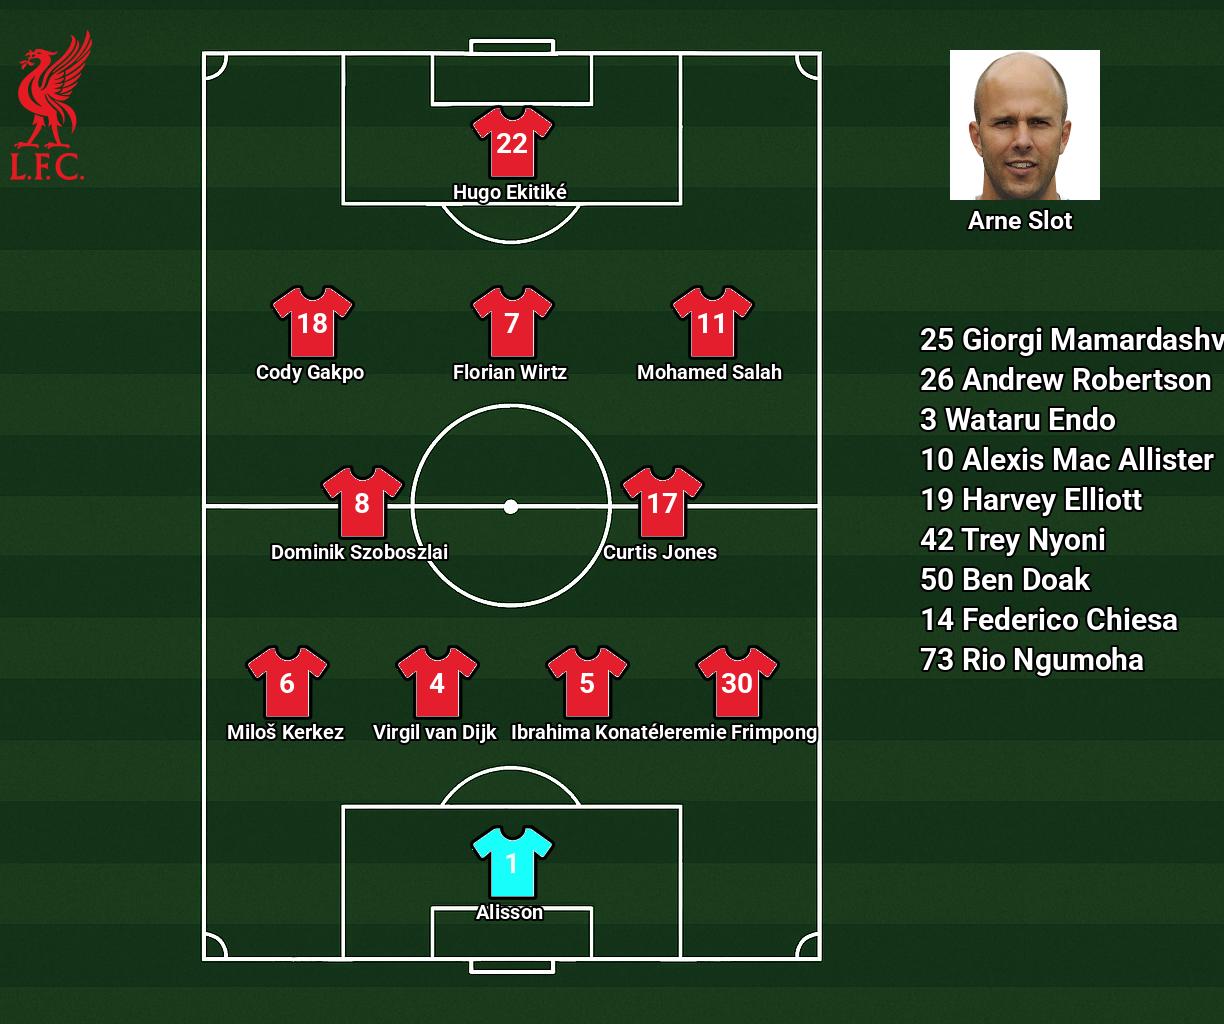 L.F.C.
22
Hugo Ekitiké
Arne Slot
18
7
11
Cody Gakpo
Florian Wirtz
Mohamed Salah
8
17
Dominik Szoboszlai
Curtis Jones
6
4
5
30
Miloš Kerkez
Virgil van Dijk
Ibrahima Konaté
Jeremie Frimpong
1
Alisson
25 Giorgi Mamardashv
26 Andrew Robertson
3 Wataru Endo
10 Alexis Mac Allister
19 Harvey Elliott
42 Trey Nyoni
50 Ben Doak
14 Federico Chiesa
73 Rio Ngumoha